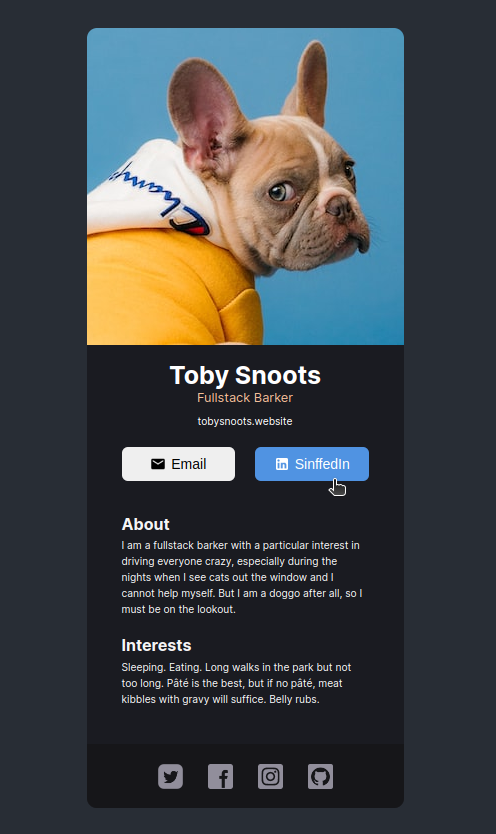 Champion
Toby Snoots
Fullstack Barker
tobysnoots.website
Email
SinffedIn
About
I am a fullstack barker with a particular interest in
driving everyone crazy, especially during the
nights when I see cats out the window and I
cannot help myself. But I am a doggo after all, so I
must be on the lookout.
Interests
Sleeping. Eating. Long walks in the park but not
too long. Pâté is the best, but if no pâté, meat
kibbles with gravy will suffice. Belly rubs.